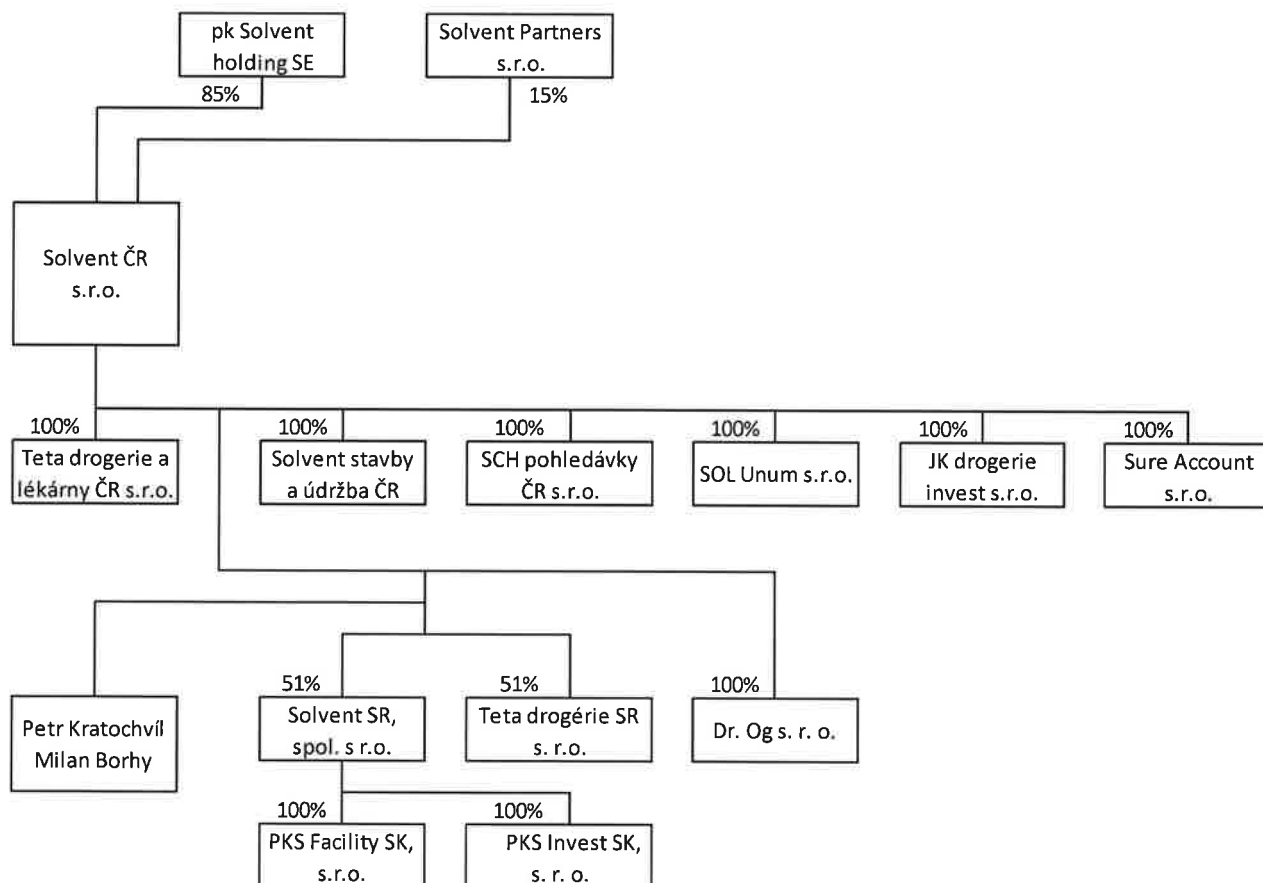 pk Solvent
holding SE
Solvent Partners
s.r.o.
85%
15%
Solvent ČR
s.r.o.
100%
Teta drogerie a
lékárny ČR s.r.o.
100%
Solvent stavby
a údržba ČR
100%
SCH pohledávky
ČR s.r.o.
100%
SOL Unum s.r.o.
100%
JK drogerie
invest s.r.o.
100%
Sure Account
s.r.o.
Petr Kratochvíl
Milan Borhy
51%
Solvent SR,
spol. s r.o.
51%
Teta drogérie SR
s. r.o.
100%
Dr. Og s. r. o.
100%
PKS Facility SK,
s.r.o.
100%
PKS Invest SK,
s. r. o.